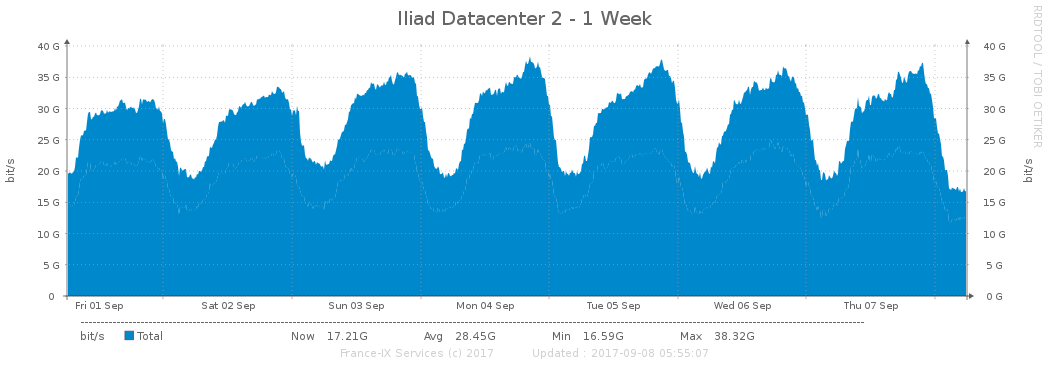 Iliad Datacenter 2 - 1 Week
RRDTOOL / TOBI OETIKER
40 G 40 G
35 G 35 G
30 G 30 G
25 G 25 G
20 G 20 G
15 G 15 G
10 G 10 G
5 G 5 G
0 0 G
bit/s bit/s
Fri 01 Sep Sat 02 Sep Sun 03 Sep Mon 04 Sep Tue 05 Sep Wed 06 Sep Thu 07 Sep
bit/s Total Now 17.21G Avg 28.45G Min 16.59G Max 38.32G
France-IX Services (c) 2017 Updated : 2017-09-08 05:55:07